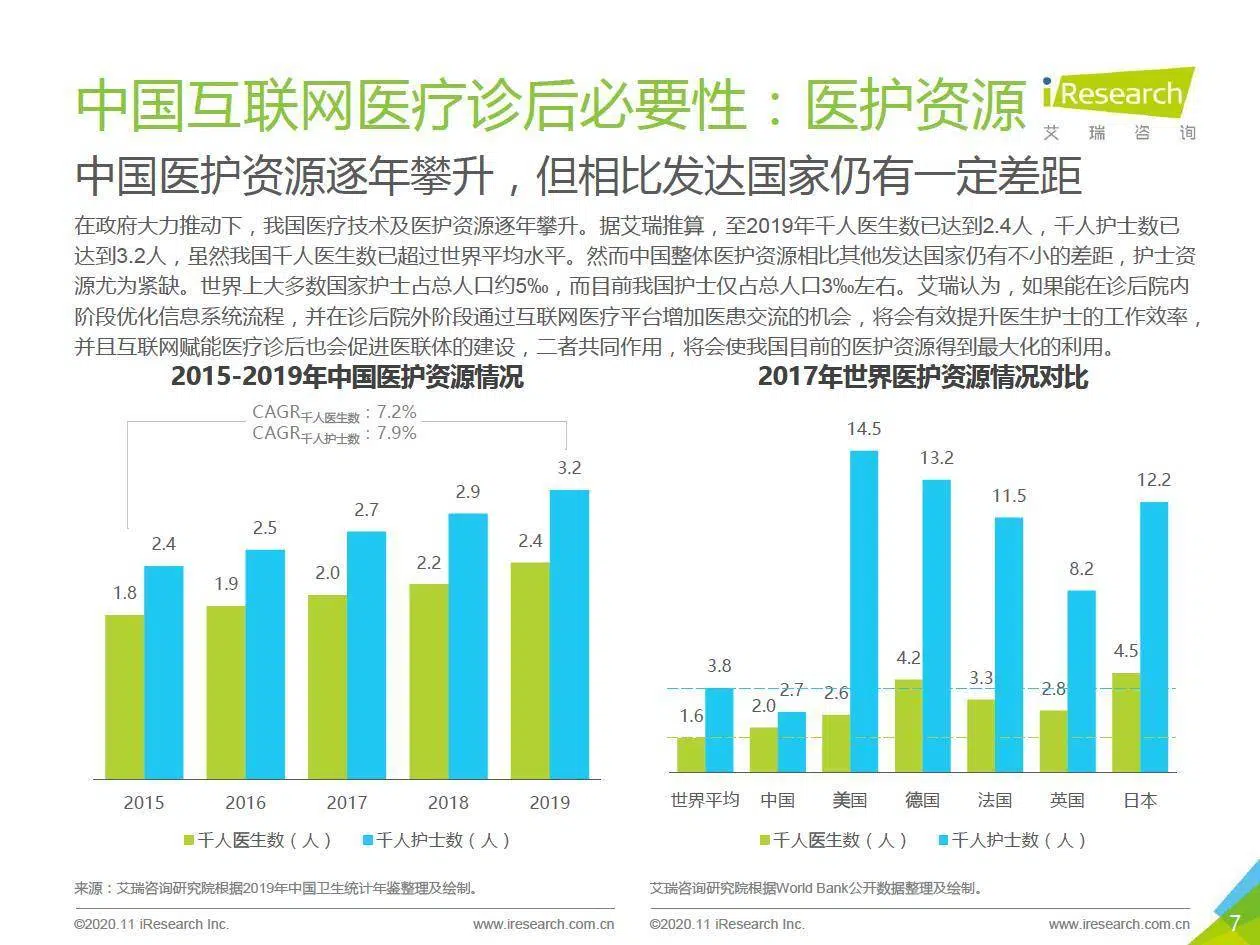 中国互联网医疗诊后必要性：医护资源
iResearch
艾瑞咨询
中国医护资源逐年攀升，但相比发达国家仍有一定差距
在政府大力推动下，我国医疗技术及医护资源逐年攀升。据艾瑞推算，至2019年千人医生数已达到2.4人，千人护士数已
达到3.2人，虽然我国千人医生数已超过世界平均水平。然而中国整体医护资源相比其他发达国家仍有不小的差距，护士资
源尤为紧缺。世界上大多数国家护士占总人口约5‰，而目前我国护士仅占总人口3‰左右。艾瑞认为，如果能在诊后院内
阶段优化信息系统流程，并在诊后院外阶段通过互联网医疗平台增加医患交流的机会，将会有效提升医生护士的工作效率，
并且互联网赋能医疗诊后也会促进医联体的建设，二者共同作用，将会使我国目前的医护资源得到最大化的利用。
2015-2019年中国医护资源情况
CAGR千人医生数：7.2%
CAGR千人护士数：7.9%
1.8
2.4
1.9
2.5
2.0
2.7
2.2
2.9
2.4
3.2
2015 2016 2017 2018 2019
千人医生数（人） 千人护士数（人）
2017年世界医护资源情况对比
1.6
3.8
2.0
2.7
2.6
14.5
4.2
13.2
3.3
11.5
2.8
8.2
4.5
12.2
世界平均 中国 美国 德国 法国 英国 日本
千人医生数（人） 千人护士数（人）
来源：艾瑞咨询研究院根据2019年中国卫生统计年鉴整理及绘制。
艾瑞咨询研究院根据World Bank公开数据整理及绘制。
©2020.11 iResearch Inc. www.iresearch.com.cn
©2020.11 iResearch Inc. www.iresearch.com.cn
7